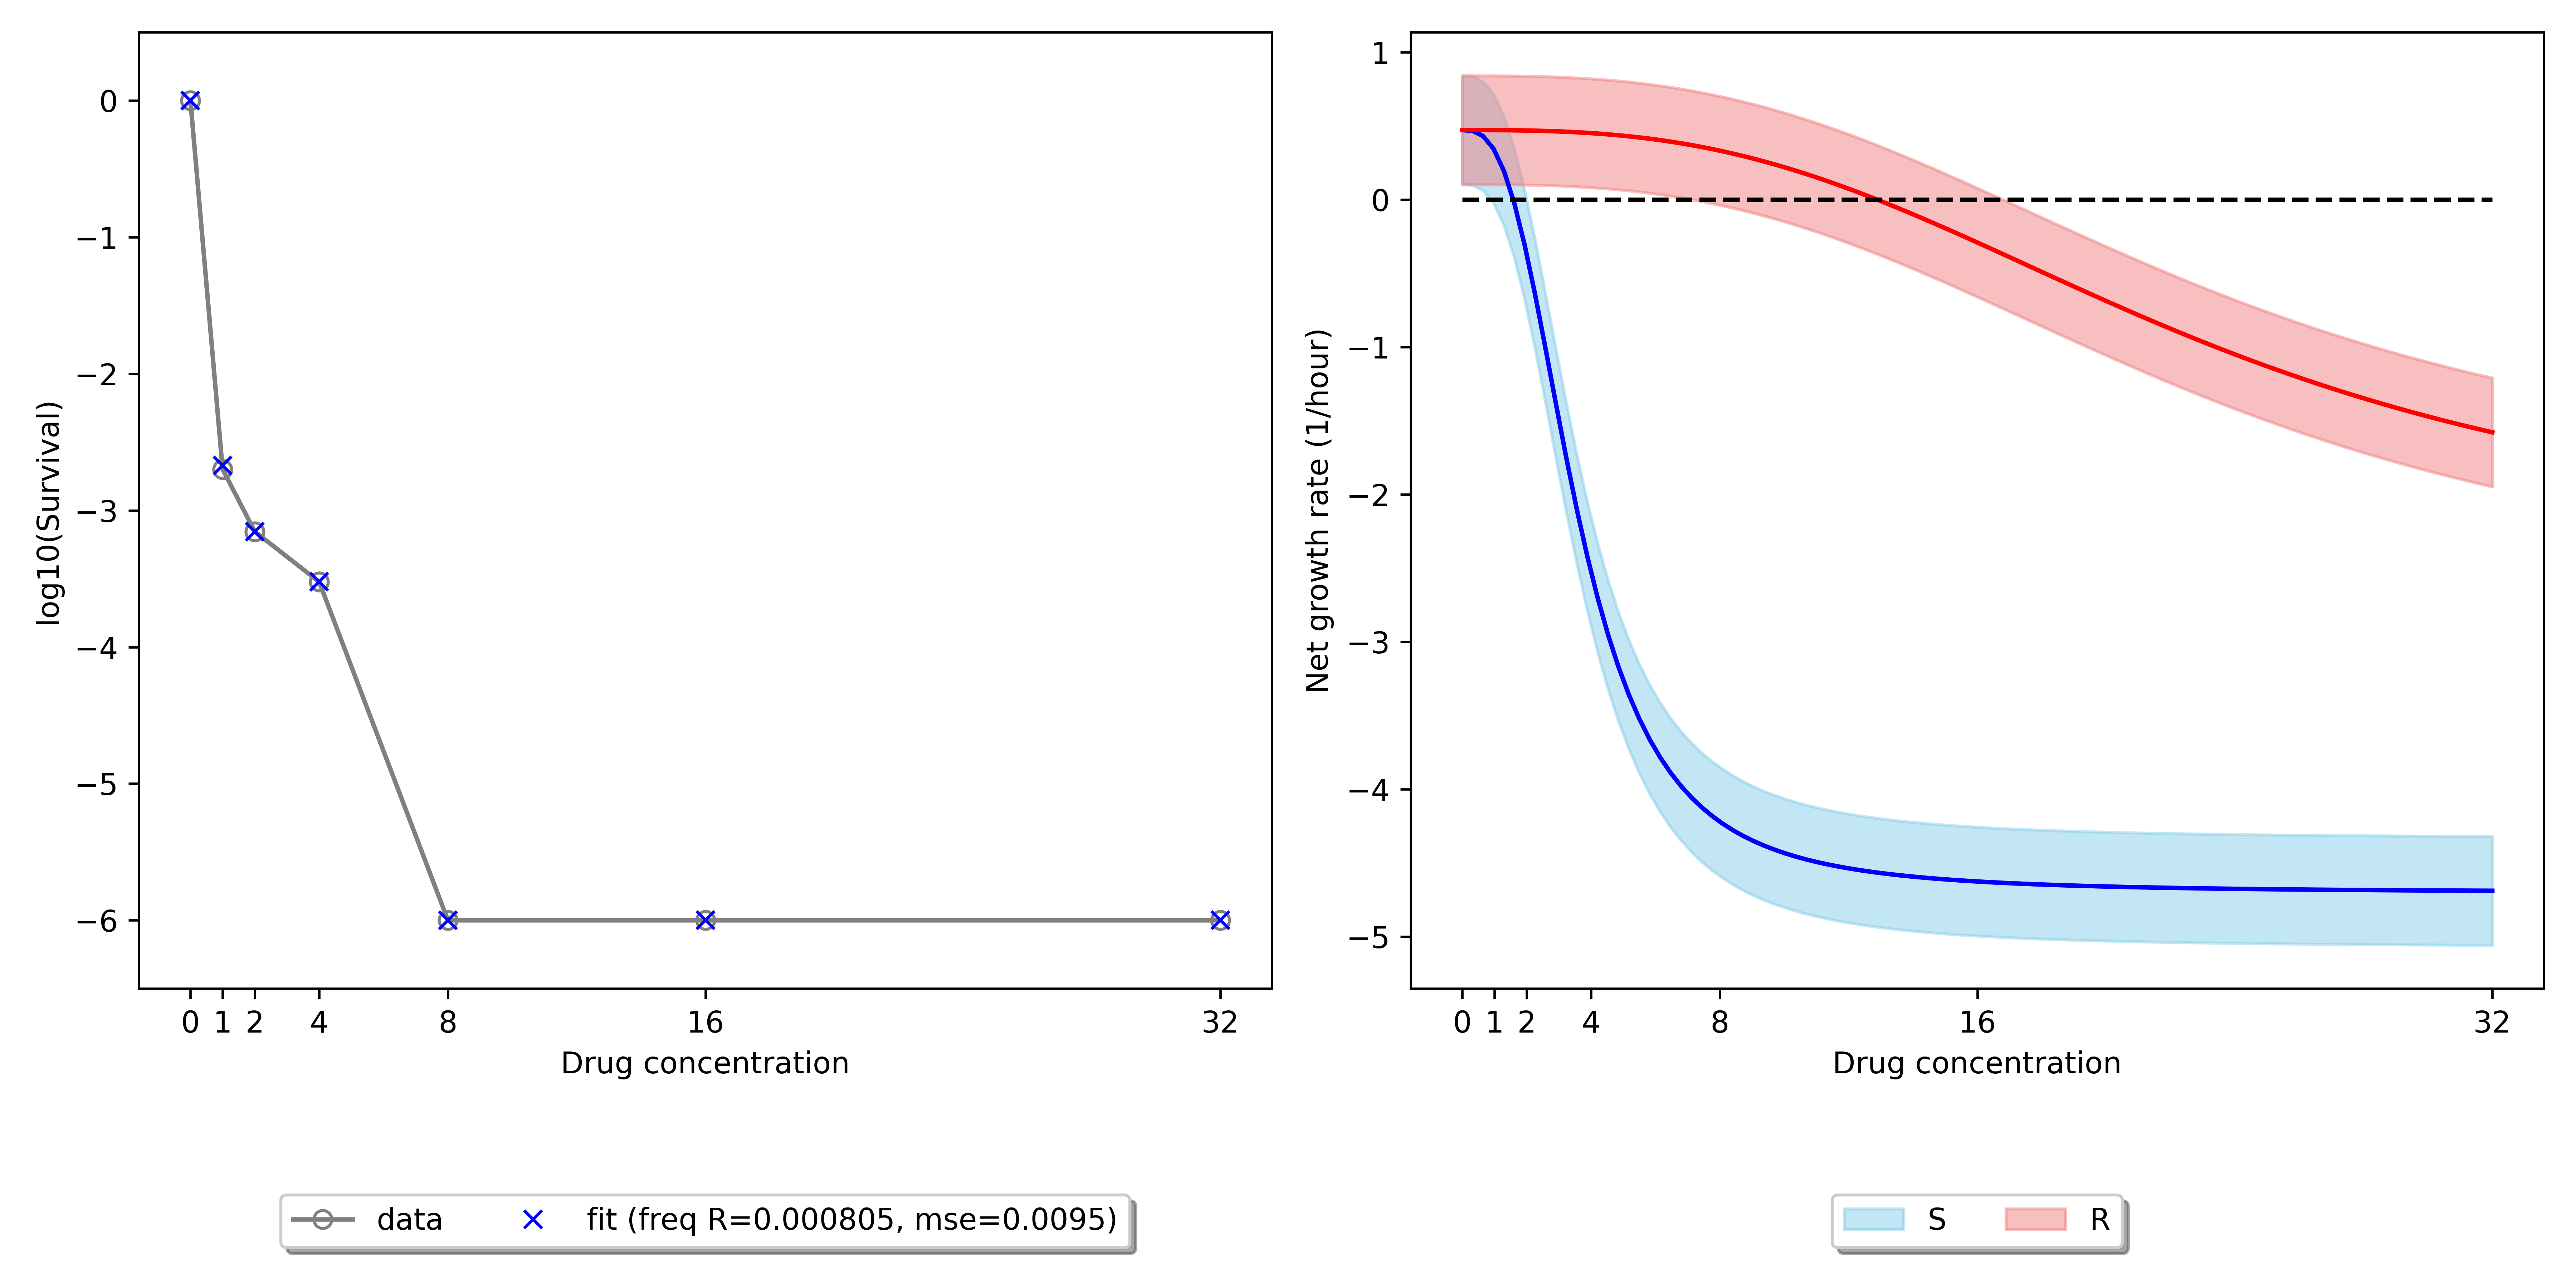 0
−1
−2
−3
−4
−5
−6
log10(Survival)
0 1 2 4 8 16 32
Drug concentration
data fit (freq R=0.000805, mse=0.0095)
1
0
−1
−2
−3
−4
−5
Net growth rate (1/hour)
0 1 2 4 8 16 32
Drug concentration
S R